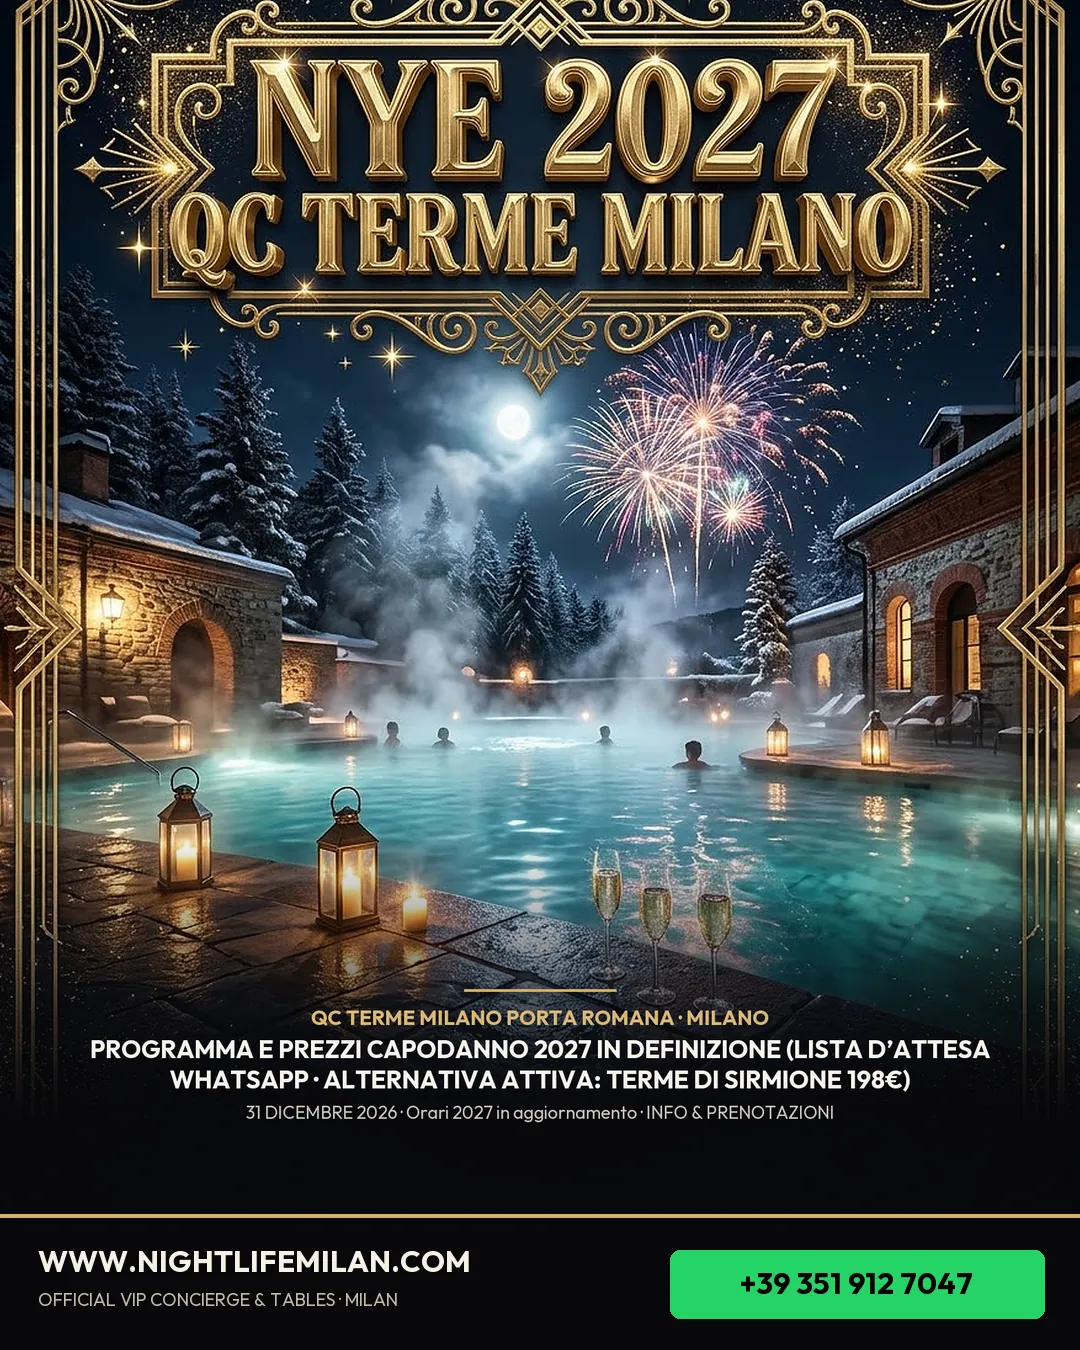 NYE 2027
QC TERME MILANO
QC TERME MILANO PORTA ROMANA · MILANO
PROGRAMMA E PREZZI CAPODANNO 2027 IN DEFINIZIONE (LISTA D’ATTESA
WHATSAPP · ALTERNATIVA ATTIVA: TERME DI SIRMIONE 198€)
31 DICEMBRE 2026 · Orari 2027 in aggiornamento · INFO & PRENOTAZIONI
WWW.NIGHTLIFEMILAN.COM
OFFICIAL VIP CONCIERGE & TABLES · MILAN
+39 351 912 7047